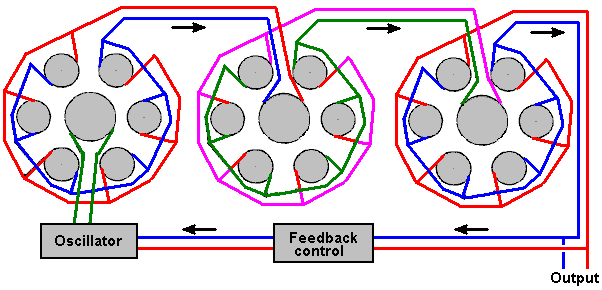 Oscillator
Feedback
control
Output